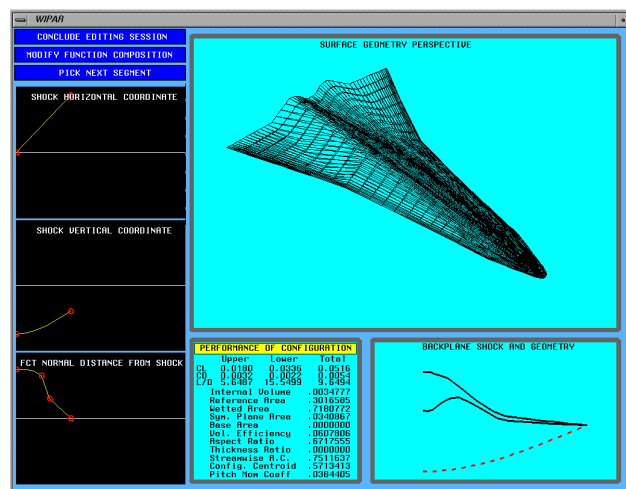 WIPAR
CONCLUDE EDITING SESSION
MODIFY FUNCTION COMPOSITION
PICK NEXT SEGMENT
SHOCK HORIZONTAL COORDINATE
SHOCK VERTICAL COORDINATE
FCT NORMAL DISTANCE FROM SHOCK
SURFACE GEOMETRY PERSPECTIVE
PERFORMANCE OF CONFIGURATION
Upper Lower Total
CL 0.0180 0.0336 0.0516
CD 0.0032 0.0022 0.0054
L/D 5.6487 15.5499 9.6494
Internal Volume .0034777
Reference Area .3016585
Wetted Area .7180772
Sym. Plane Area .0340867
Base Area .0000000
Vol. Efficiency .0607806
Aspect Ratio .6717555
Thickness Ratio .0000000
Streamwise A.C. .7511637
Config. Centroid .5713413
Pitch Mom Coeff .0384405
BACKPLANE SHOCK AND GEOMETRY